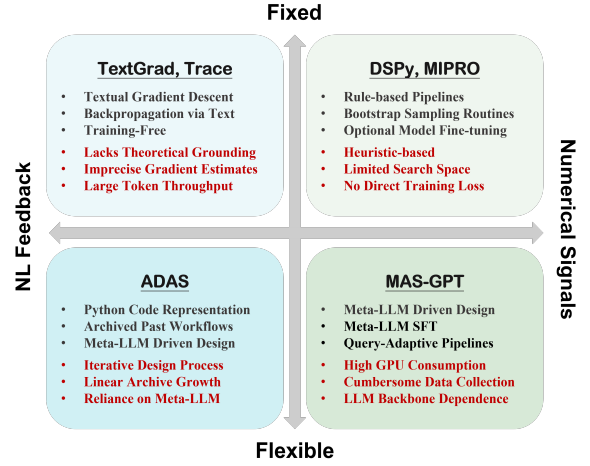 Fixed
TextGrad, Trace
• Textual Gradient Descent
• Backpropagation via Text
• Training-Free
• Lacks Theoretical Grounding
• Imprecise Gradient Estimates
• Large Token Throughput
DSPy, MIPRO
• Rule-based Pipelines
• Bootstrap Sampling Routines
• Optional Model Fine-tuning
• Heuristic-based
• Limited Search Space
• No Direct Training Loss
NL Feedback
Numerical Signals
ADAS
• Python Code Representation
• Archived Past Workflows
• Meta-LLM Driven Design
• Iterative Design Process
• Linear Archive Growth
• Reliance on Meta-LLM
MAS-GPT
• Meta-LLM Driven Design
• Meta-LLM SFT
• Query-Adaptive Pipelines
• High GPU Consumption
• Cumbersome Data Collection
• LLM Backbone Dependence
Flexible